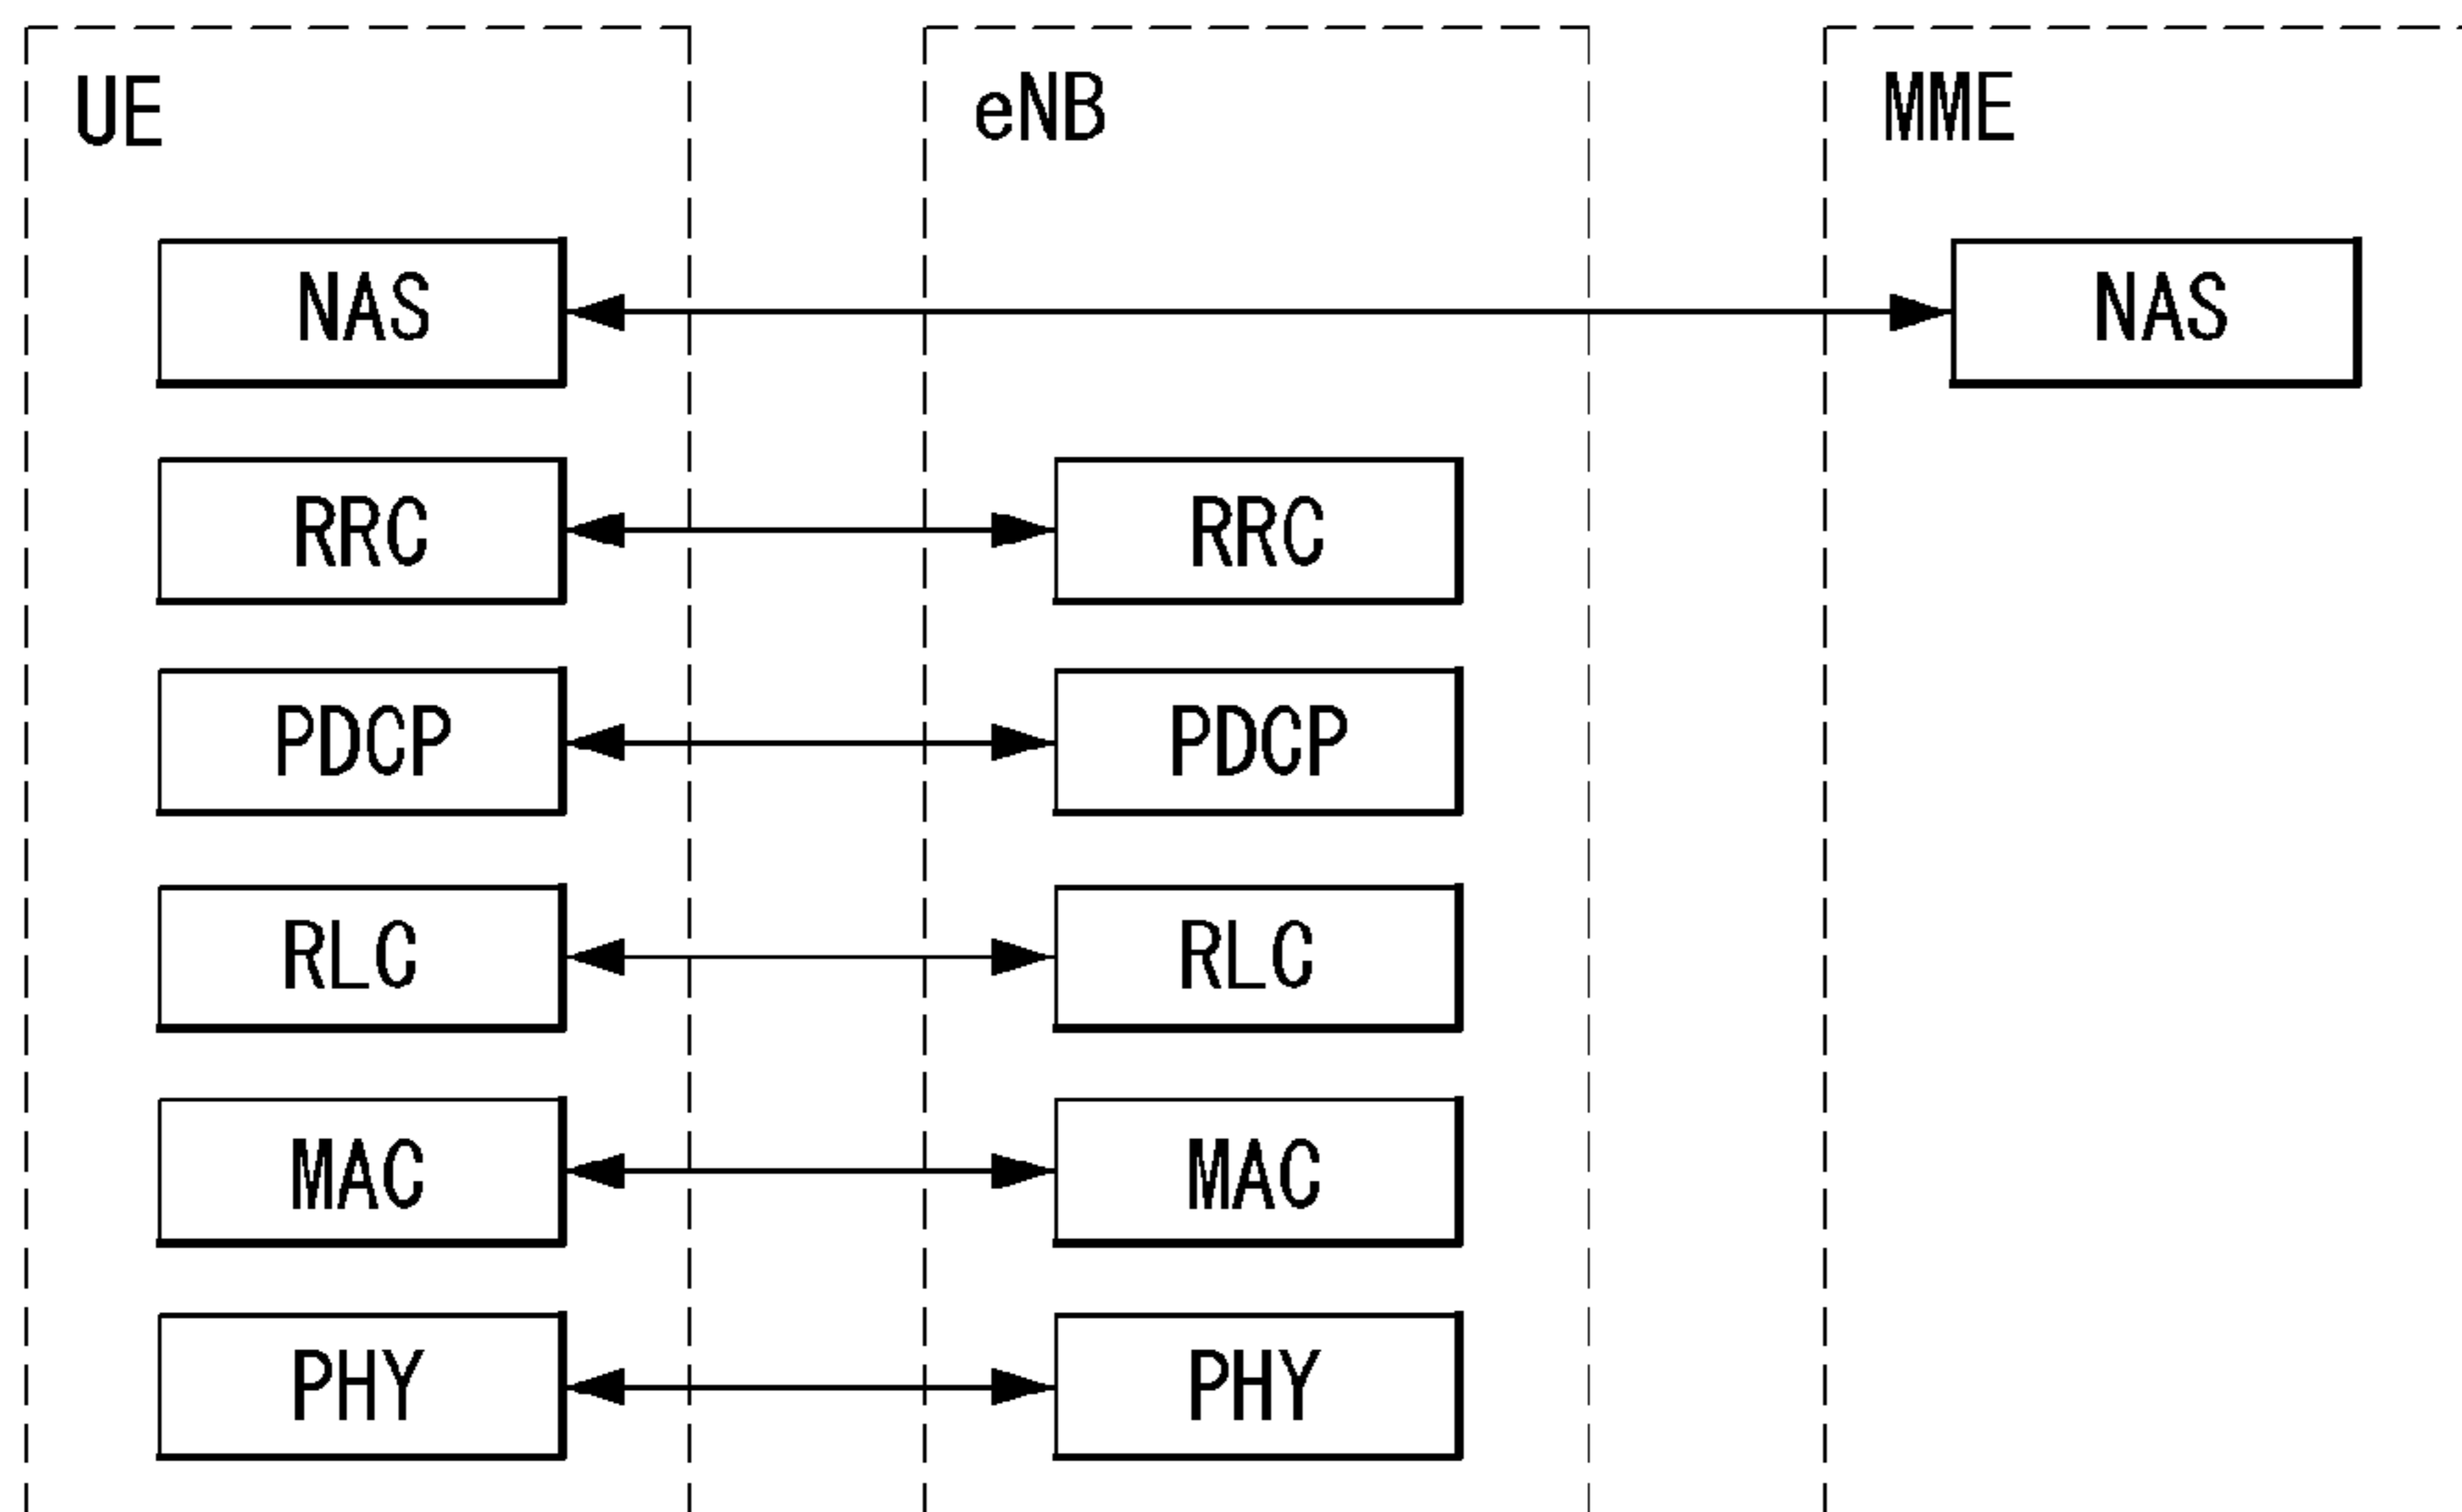 UE eNB MME
NAS NAS
RRC RRC
PDCP PDCP
RLC RLC
MAC MAC
PHY PHY